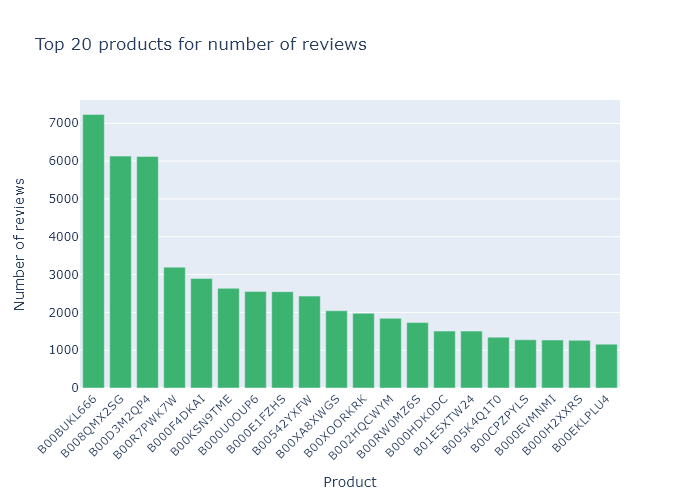 Top 20 products for number of reviews
Number of reviews
7000
6000
5000
4000
3000
2000
1000
0
B00BUKL666
B008QMX2SG
B00D3M2QP4
B00R7PWK7W
B000F4DKAI
B00KSN9TME
B000U0OUP6
B000E1FZHS
B00542YXFW
B00XA8XWGS
B00XOORKRK
B002HQCWYM
B00RW0MZ6S
B000HDK0DC
B01E5XTW24
B005K4Q1T0
B00CPZPYLS
B000EVMNMI
B000H2XXRS
B00EKLPLU4
Product